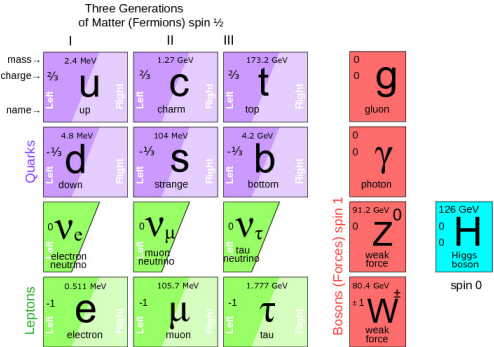 Three Generations
of Matter (Fermions) spin ½
I
II
III
mass→
charge→
name→
2.4 MeV
⅔
u
Left
Right
up
1.27 GeV
⅔
c
Left
Right
charm
173.2 GeV
⅔
t
Left
Right
top
0
0
g
gluon
Quarks
4.8 MeV
-⅓
d
Left
Right
down
104 MeV
-⅓
s
Left
Right
strange
4.2 GeV
-⅓
b
Left
Right
bottom
0
0
γ
photon
0
νe
Left
electron
neutrino
0
νμ
Left
muon
neutrino
0
ντ
Left
tau
neutrino
Bosons (Forces) spin 1
91.2 GeV
0
Z0
weak
force
126 GeV
0
0
H
Higgs
boson
spin 0
Leptons
0.511 MeV
-1
e
Left
Right
electron
105.7 MeV
-1
μ
Left
Right
muon
1.777 GeV
-1
τ
Left
Right
tau
80.4 GeV
±1
W±
weak
force